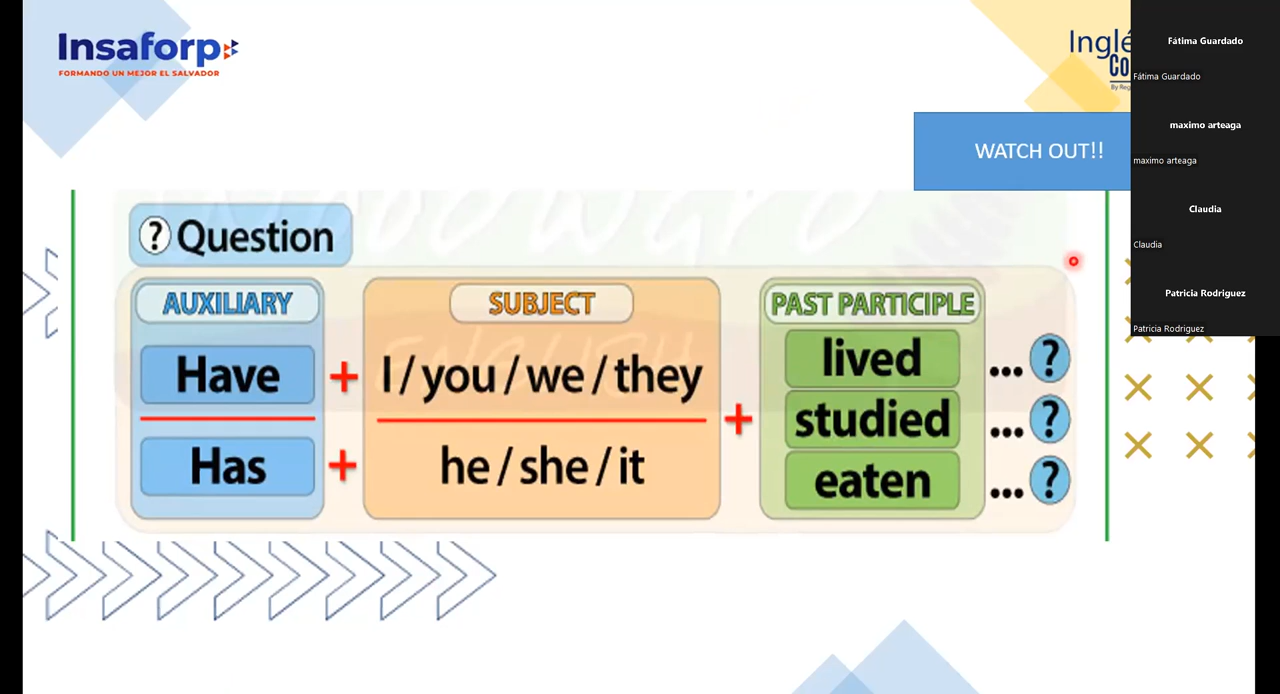 Insaforp
FORMANDO UN MEJOR EL SALVADOR
WATCH OUT!!
? Question
AUXILIARY
SUBJECT
PAST PARTICIPLE
Have + I / you / we / they
Has + he / she / it
+
lived ... ?
studied ... ?
eaten ... ?
Fátima Guardado
Fátima Guardado
maximo arteaga
maximo arteaga
Claudia
Claudia
Patricia Rodriguez
Patricia Rodriguez